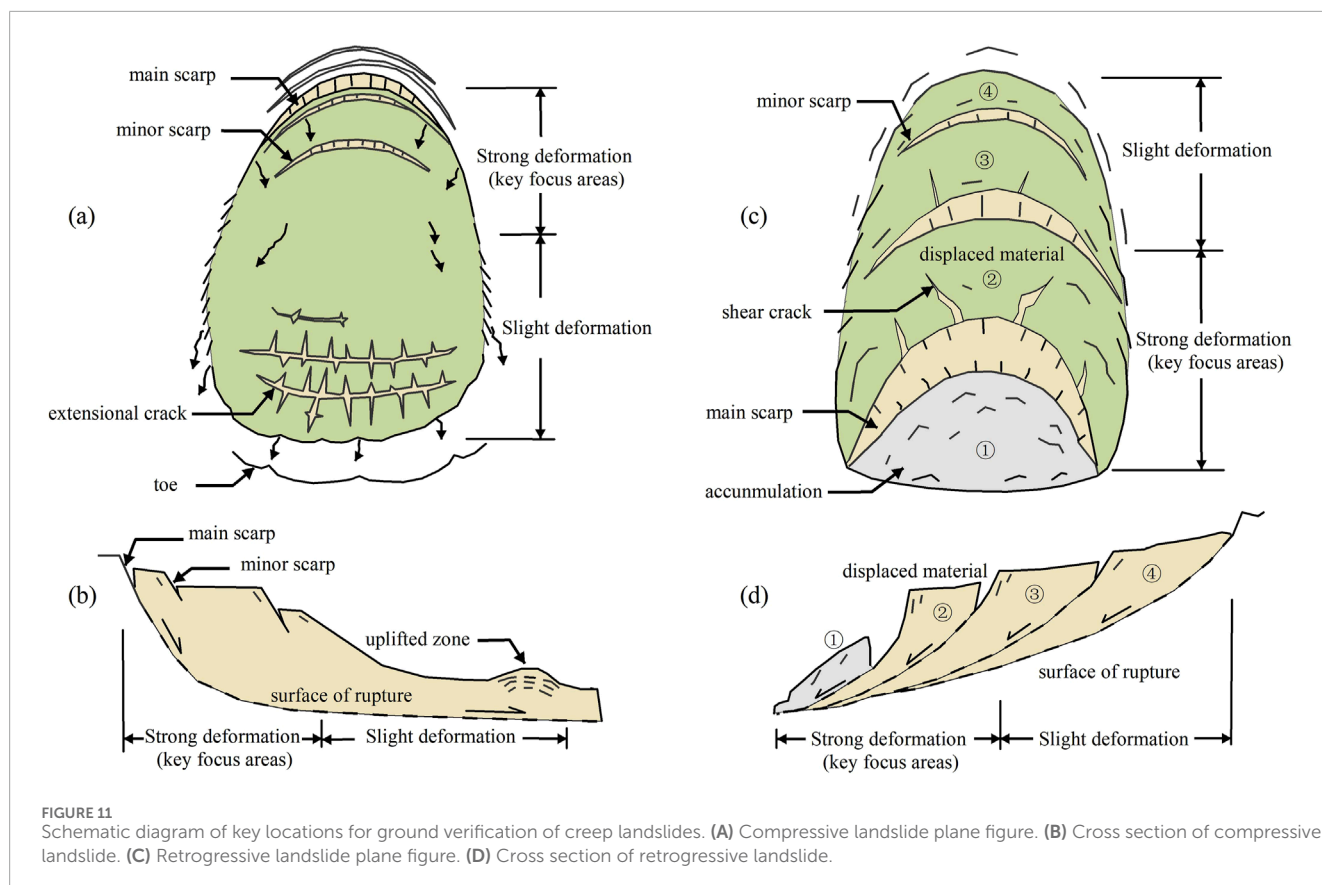 main scarp
minor scarp
Strong deformation
(key focus areas)
(a)
Slight deformation
extensional crack
toe
minor scarp
④
Slight deformation
③
(c)
displaced material
②
shear crack
Strong deformation
(key focus areas)
main scarp
①
accunmulation
main scarp
minor scarp
(b)
uplifted zone
surface of rupture
Strong deformation
(key focus areas)
Slight deformation
displaced material
④
(d)
③
②
①
surface of rupture
Strong deformation
(key focus areas)
Slight deformation
FIGURE 11
Schematic diagram of key locations for ground verification of creep landslides. (A) Compressive landslide plane figure. (B) Cross section of compressive
landslide. (C) Retrogressive landslide plane figure. (D) Cross section of retrogressive landslide.